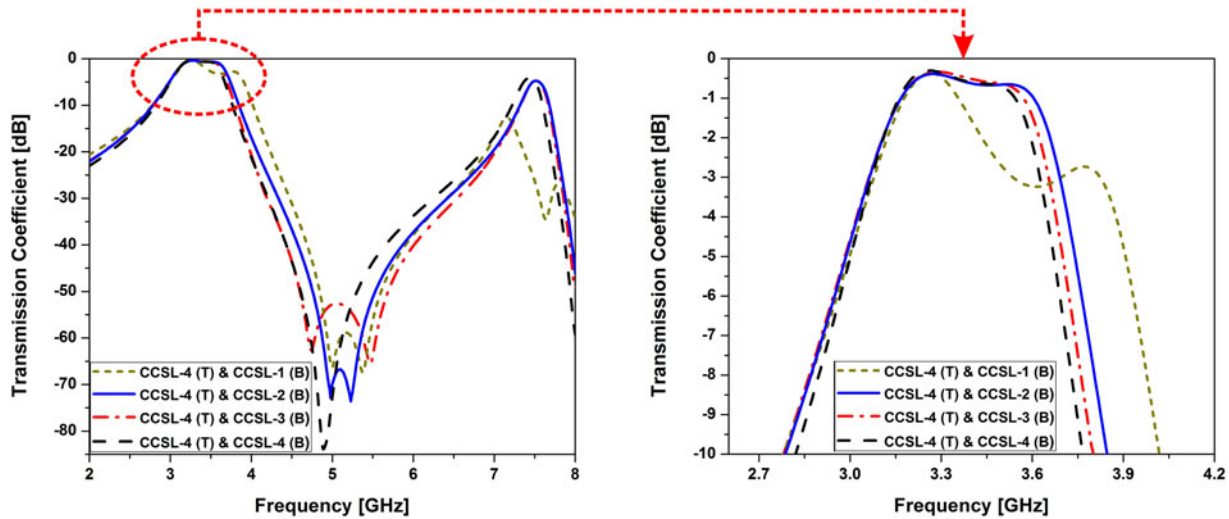 0
-10
-20
-30
-40
-50
-60
-70
-80
Transmission Coefficient [dB]
CCSL-4 (T) & CCSL-1 (B)
CCSL-4 (T) & CCSL-2 (B)
CCSL-4 (T) & CCSL-3 (B)
CCSL-4 (T) & CCSL-4 (B)
2 3 4 5 6 7 8
Frequency [GHz]
0
-1
-2
-3
-4
-5
-6
-7
-8
-9
-10
Transmission Coefficient [dB]
CCSL-4 (T) & CCSL-1 (B)
CCSL-4 (T) & CCSL-2 (B)
CCSL-4 (T) & CCSL-3 (B)
CCSL-4 (T) & CCSL-4 (B)
2.7 3.0 3.3 3.6 3.9 4.2
Frequency [GHz]